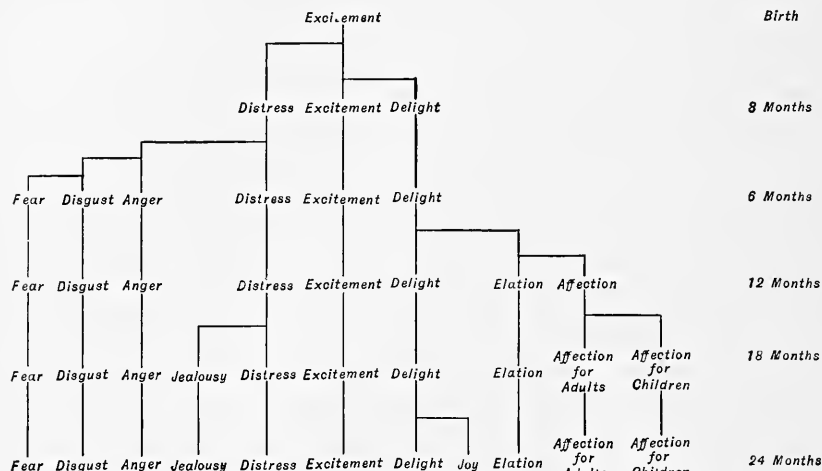 Excitement Birth
Distress Excitement Delight 8 Months
Fear Disgust Anger Distress Excitement Delight 6 Months
Fear Disgust Anger Distress Excitement Delight Elation Affection 12 Months
Affection Affection
for for
Adults Children
Fear Disgust Anger Jealousy Distress Excitement Delight Elation 18 Months
Affection Affection
for for
Fear Disgust Anger Jealousy Distress Excitement Delight Joy Elation 24 Months